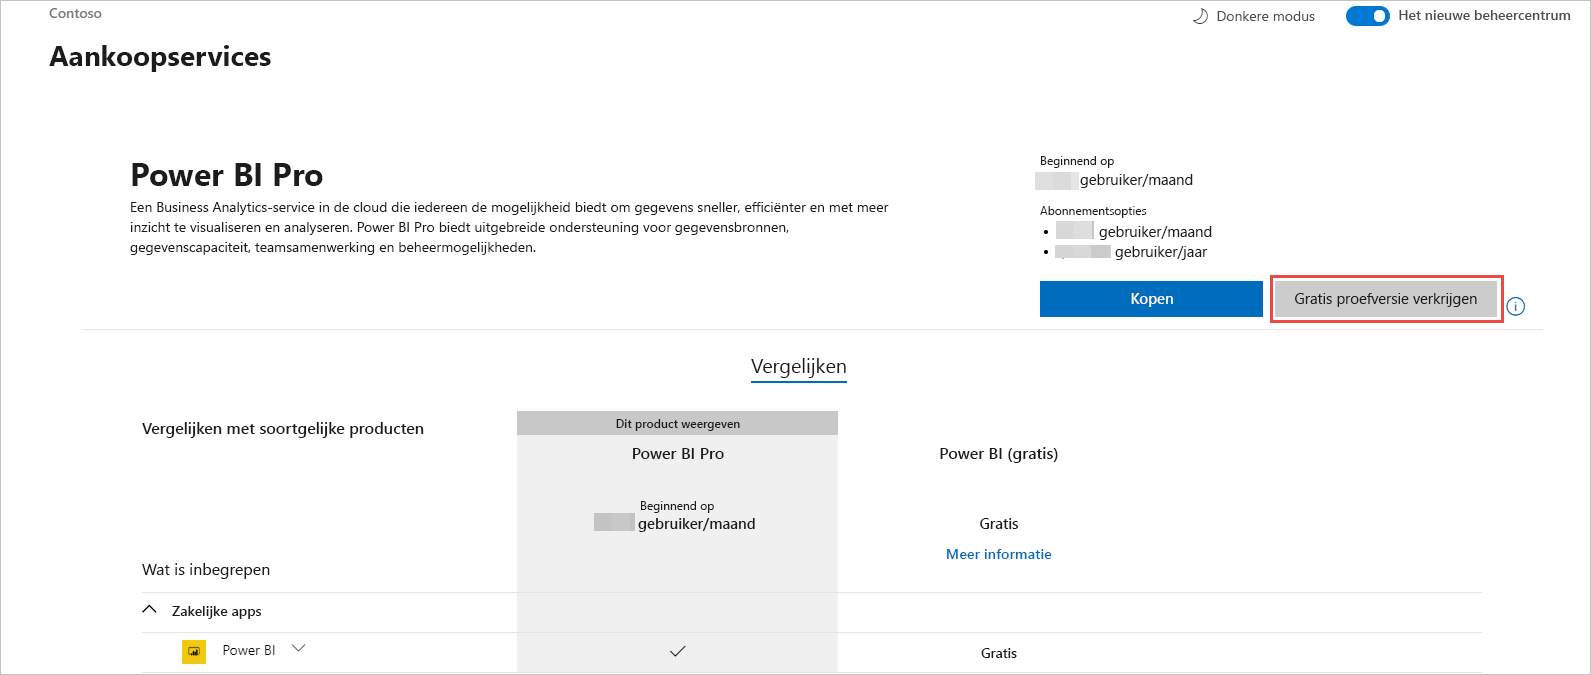 Contoso
Donkere modus
Het nieuwe beheercentrum
Aankoopservices
Power BI Pro
Een Business Analytics-service in de cloud die iedereen de mogelijkheid biedt om gegevens sneller, efficiënter en met meer
inzicht te visualiseren en analyseren. Power BI Pro biedt uitgebreide ondersteuning voor gegevensbronnen,
gegevenscapaciteit, teamsamenwerking en beheermogelijkheden.
Beginnend op
gebruiker/maand
Abonnementsopties
• gebruiker/maand
• gebruiker/jaar
Kopen
Gratis proefversie verkrijgen
Vergelijken
Vergelijken met soortgelijke producten
Dit product weergeven
Power BI Pro
Power BI (gratis)
Beginnend op
gebruiker/maand
Gratis
Meer informatie
Wat is inbegrepen
Zakelijke apps
Power BI
Gratis